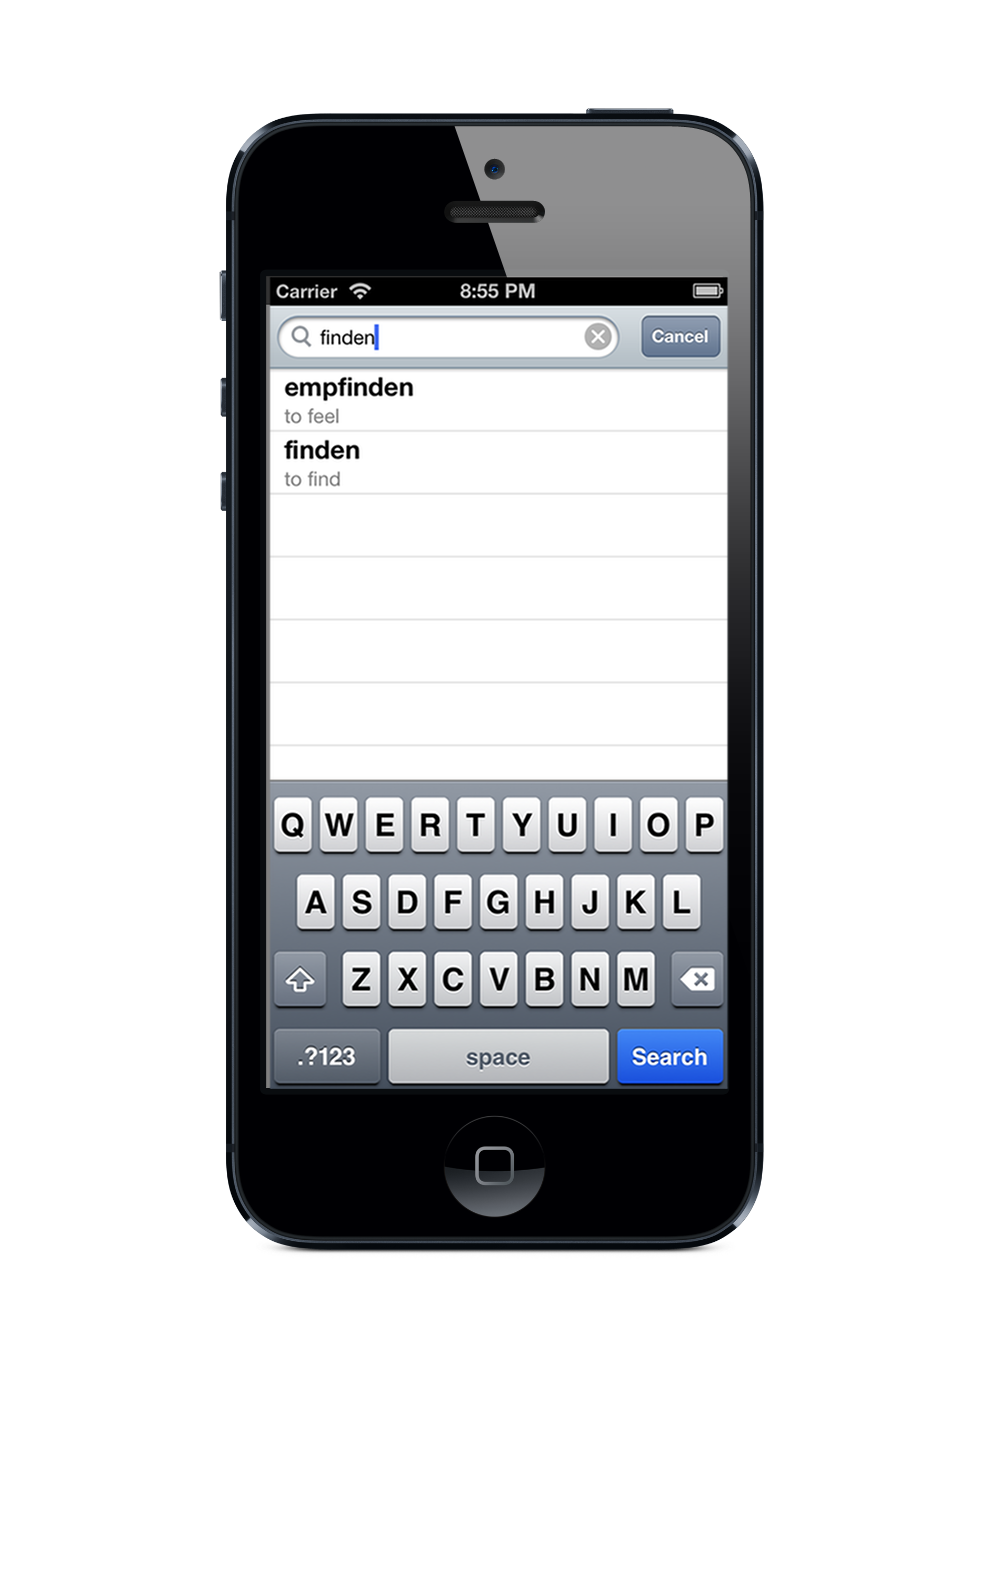 Carrier 8:55 PM
finden Cancel
empfinden
to feel
finden
to find
Q W E R T Y U I O P
A S D F G H J K L
Z X C V B N M
.?123 space Search